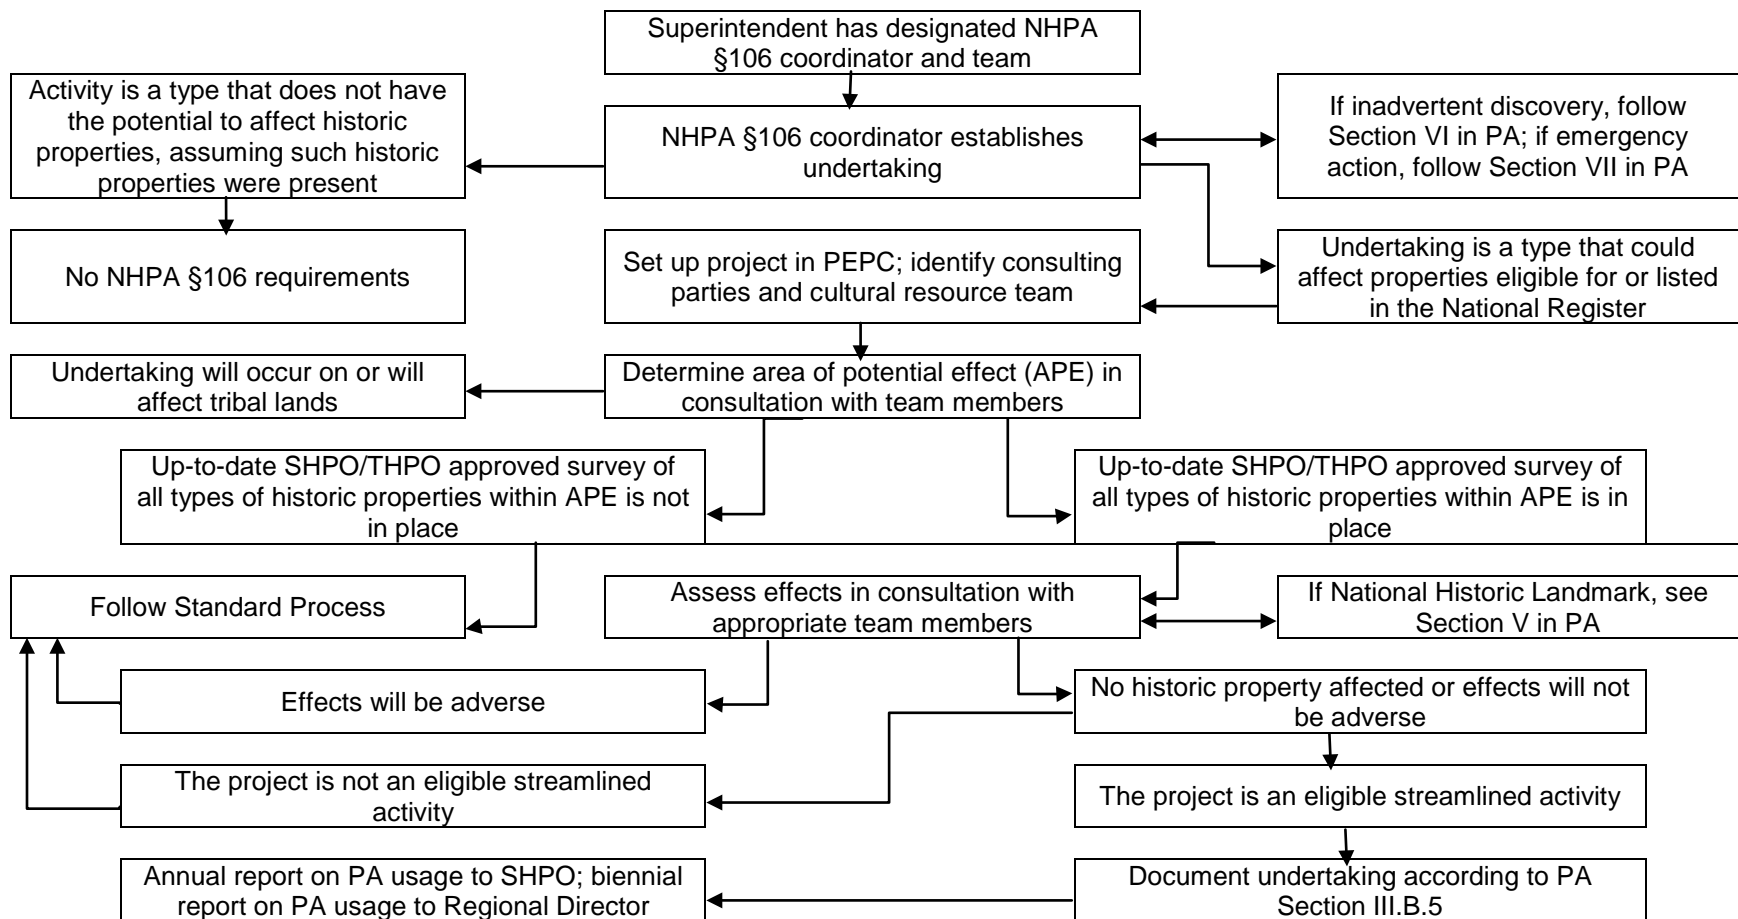 Superintendent has designated NHPA
§106 coordinator and team
Activity is a type that does not have
the potential to affect historic
properties, assuming such historic
properties were present
NHPA §106 coordinator establishes
undertaking
If inadvertent discovery, follow
Section VI in PA; if emergency
action, follow Section VII in PA
No NHPA §106 requirements
Set up project in PEPC; identify consulting
parties and cultural resource team
Undertaking is a type that could
affect properties eligible for or listed
in the National Register
Undertaking will occur on or will
affect tribal lands
Determine area of potential effect (APE) in
consultation with team members
Up-to-date SHPO/THPO approved survey of
all types of historic properties within APE is not
in place
Up-to-date SHPO/THPO approved survey of
all types of historic properties within APE is in
place
Follow Standard Process
Assess effects in consultation with
appropriate team members
If National Historic Landmark, see
Section V in PA
Effects will be adverse
No historic property affected or effects will not
be adverse
The project is not an eligible streamlined
activity
The project is an eligible streamlined activity
Annual report on PA usage to SHPO; biennial
report on PA usage to Regional Director
Document undertaking according to PA
Section III.B.5